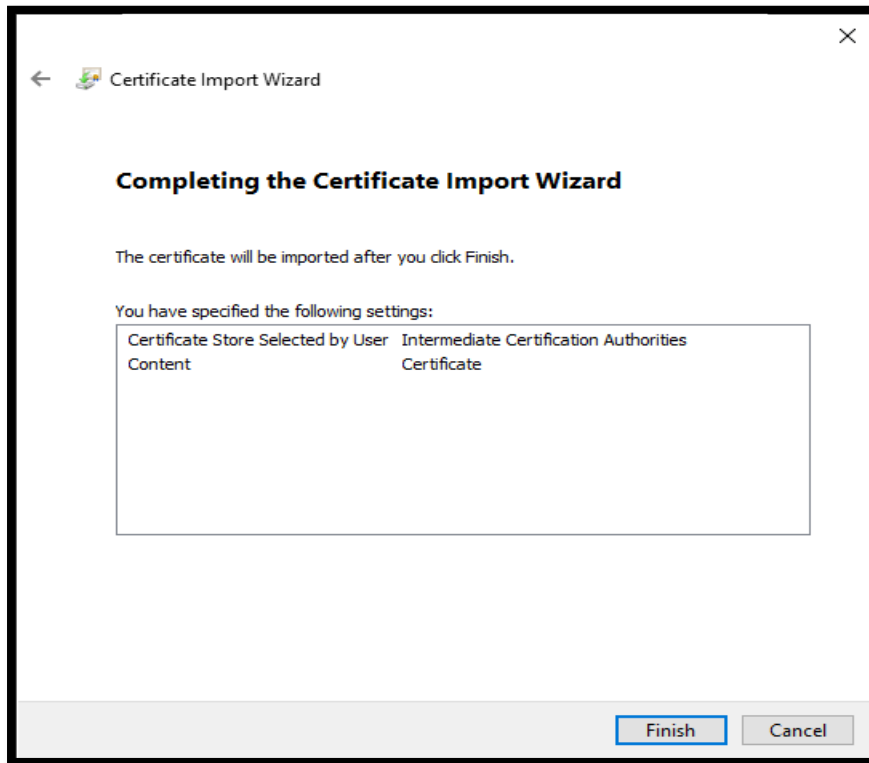 Certificate Import Wizard
Completing the Certificate Import Wizard
The certificate will be imported after you click Finish.
You have specified the following settings:
Certificate Store Selected by User Intermediate Certification Authorities
Content Certificate
Finish Cancel